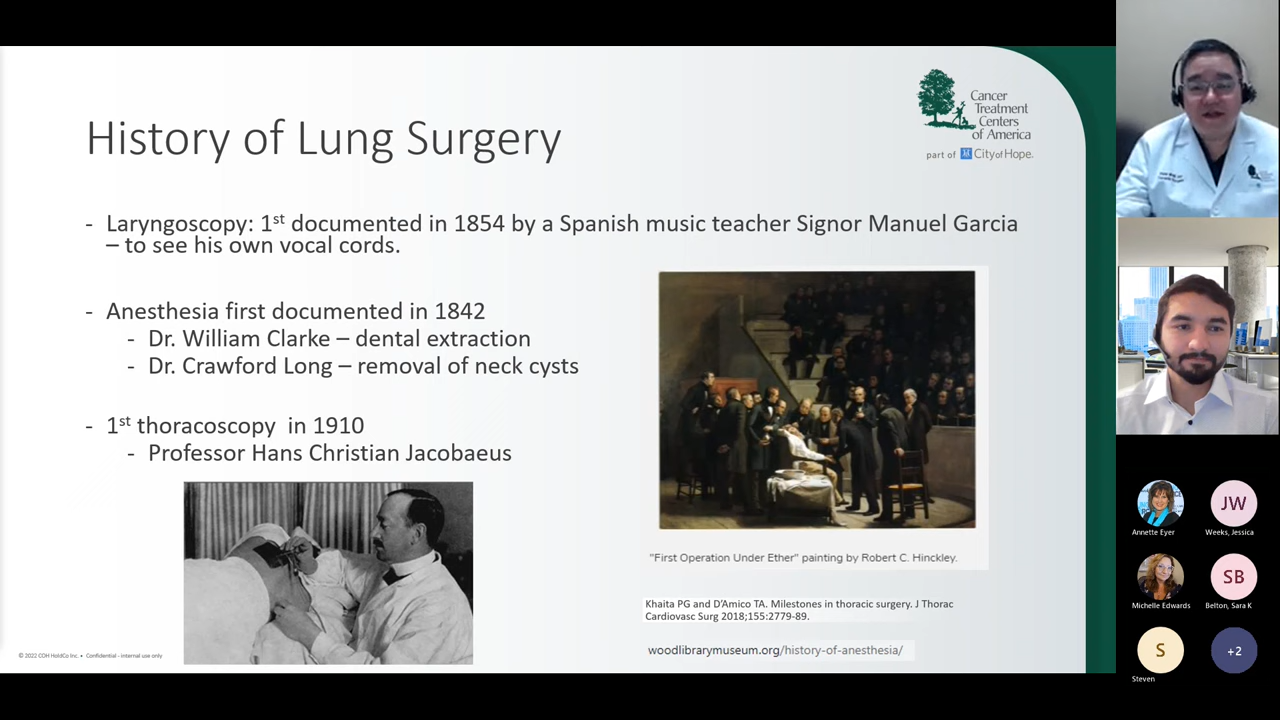 History of Lung Surgery
Cancer
Treatment
Centers
of America
part of City of Hope.
- Laryngoscopy: 1st documented in 1854 by a Spanish music teacher Signor Manuel Garcia
– to see his own vocal cords.
- Anesthesia first documented in 1842
- Dr. William Clarke – dental extraction
- Dr. Crawford Long – removal of neck cysts
- 1st thoracoscopy in 1910
- Professor Hans Christian Jacobaeus
"First Operation Under Ether" painting by Robert C. Hinckley.
Khaita PG and D'Amico TA. Milestones in thoracic surgery. J Thorac
Cardiovasc Surg 2018;155:2779-89.
woodlibrarymuseum.org/history-of-anesthesia/
© 2022 COH HoldCo Inc. • Confidential - internal use only
JW
Annette Eyer
Weeks, Jessica
SB
Michelle Edwards
Belton, Sara K
S
+2
Steven